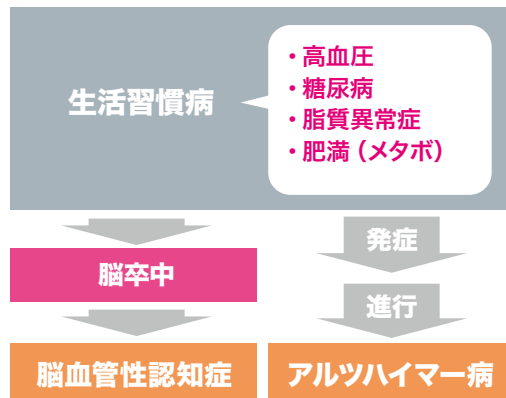 生活習慣病
・高血圧
・糖尿病
・脂質異常症
・肥満（メタボ）
発症
脳卒中
進行
脳血管性認知症
アルツハイマー病